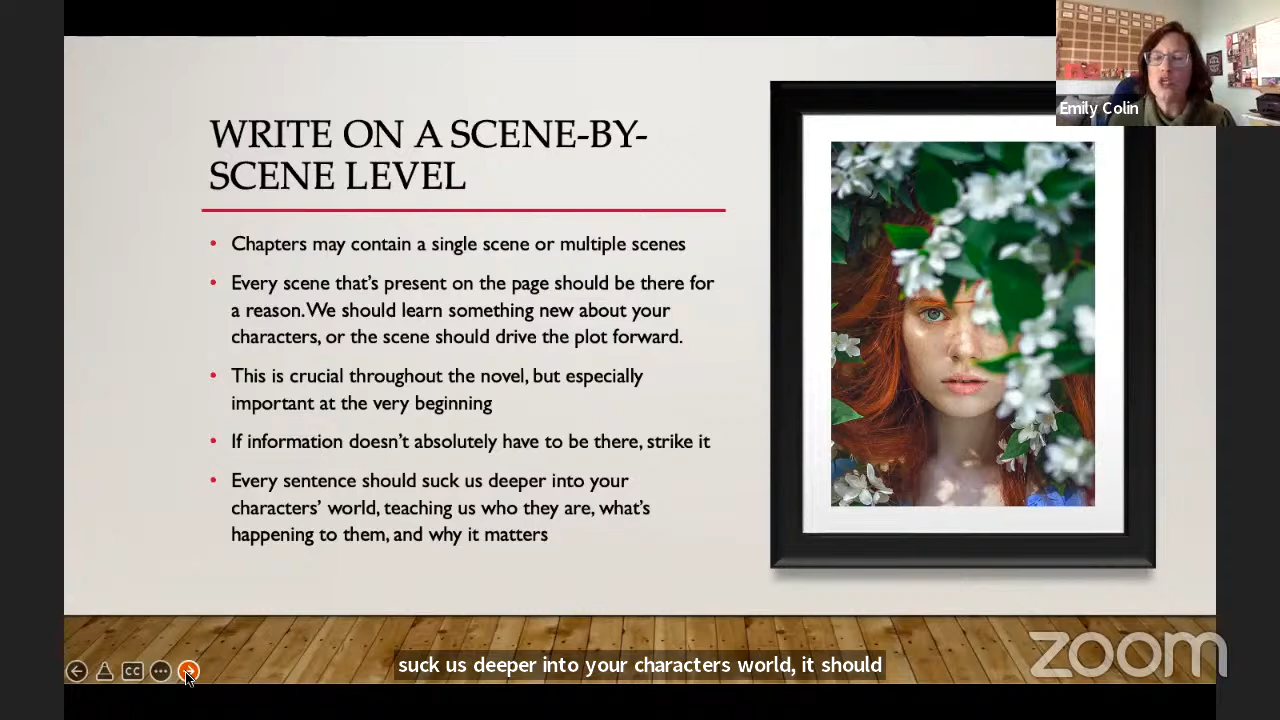 Emily Colin
WRITE ON A SCENE-BY-
SCENE LEVEL
• Chapters may contain a single scene or multiple scenes
• Every scene that's present on the page should be there for
a reason. We should learn something new about your
characters, or the scene should drive the plot forward.
• This is crucial throughout the novel, but especially
important at the very beginning
• If information doesn't absolutely have to be there, strike it
• Every sentence should suck us deeper into your
characters' world, teaching us who they are, what's
happening to them, and why it matters
CC
suck us deeper into your characters world, it should
zoom